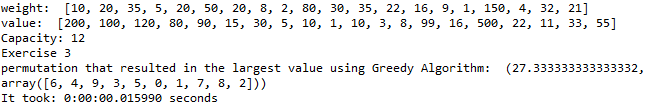 weight:  [10, 20, 35, 5, 20, 50, 20, 8, 2, 80, 30, 35, 22, 16, 9, 1, 150, 4, 32, 21]
value:  [200, 100, 120, 80, 90, 15, 30, 5, 10, 1, 10, 3, 8, 99, 16, 500, 22, 11, 33, 55]
Capacity: 12
Exercise 3
permutation that resulted in the largest value using Greedy Algorithm:  (27.333333333333332,
array([6, 4, 9, 3, 5, 0, 1, 7, 8, 2]))
It took: 0:00:00.015990 seconds